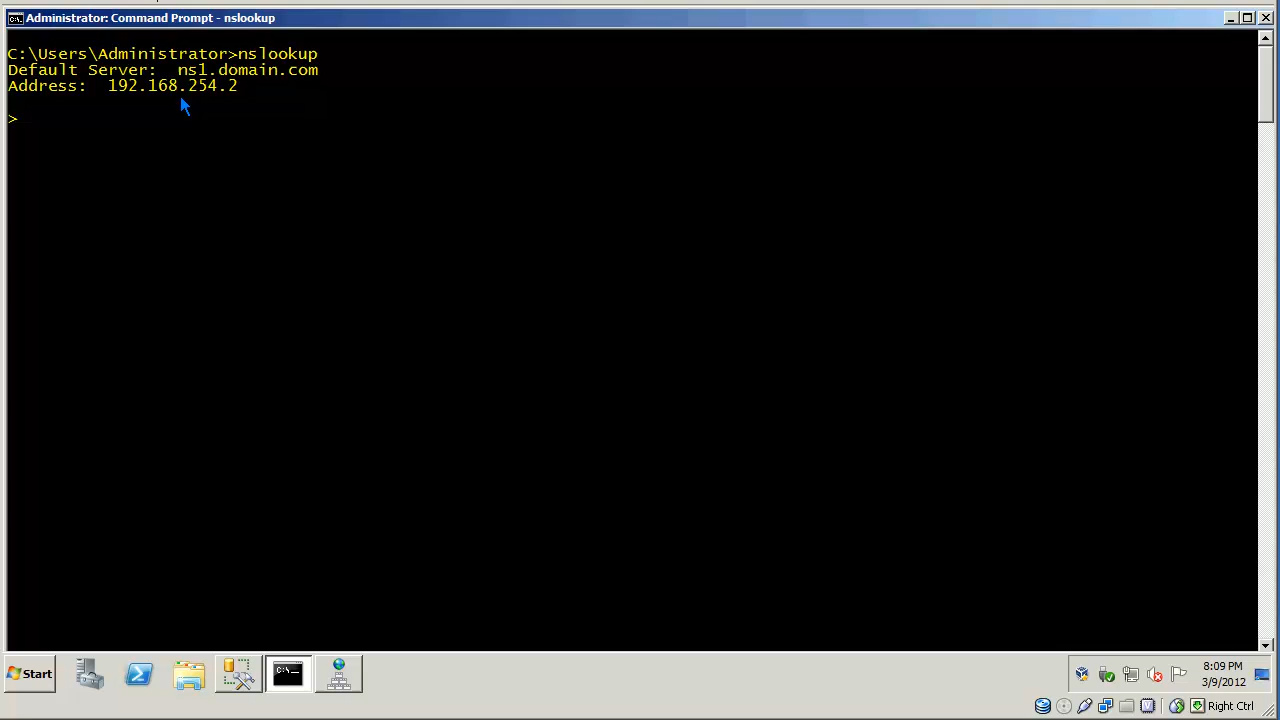 Administrator: Command Prompt - nslookup
C:\Users\Administrator>nslookup
Default Server:  ns1.domain.com
Address:  192.168.254.2
>
Start
8:09 PM
3/9/2012
Right Ctrl